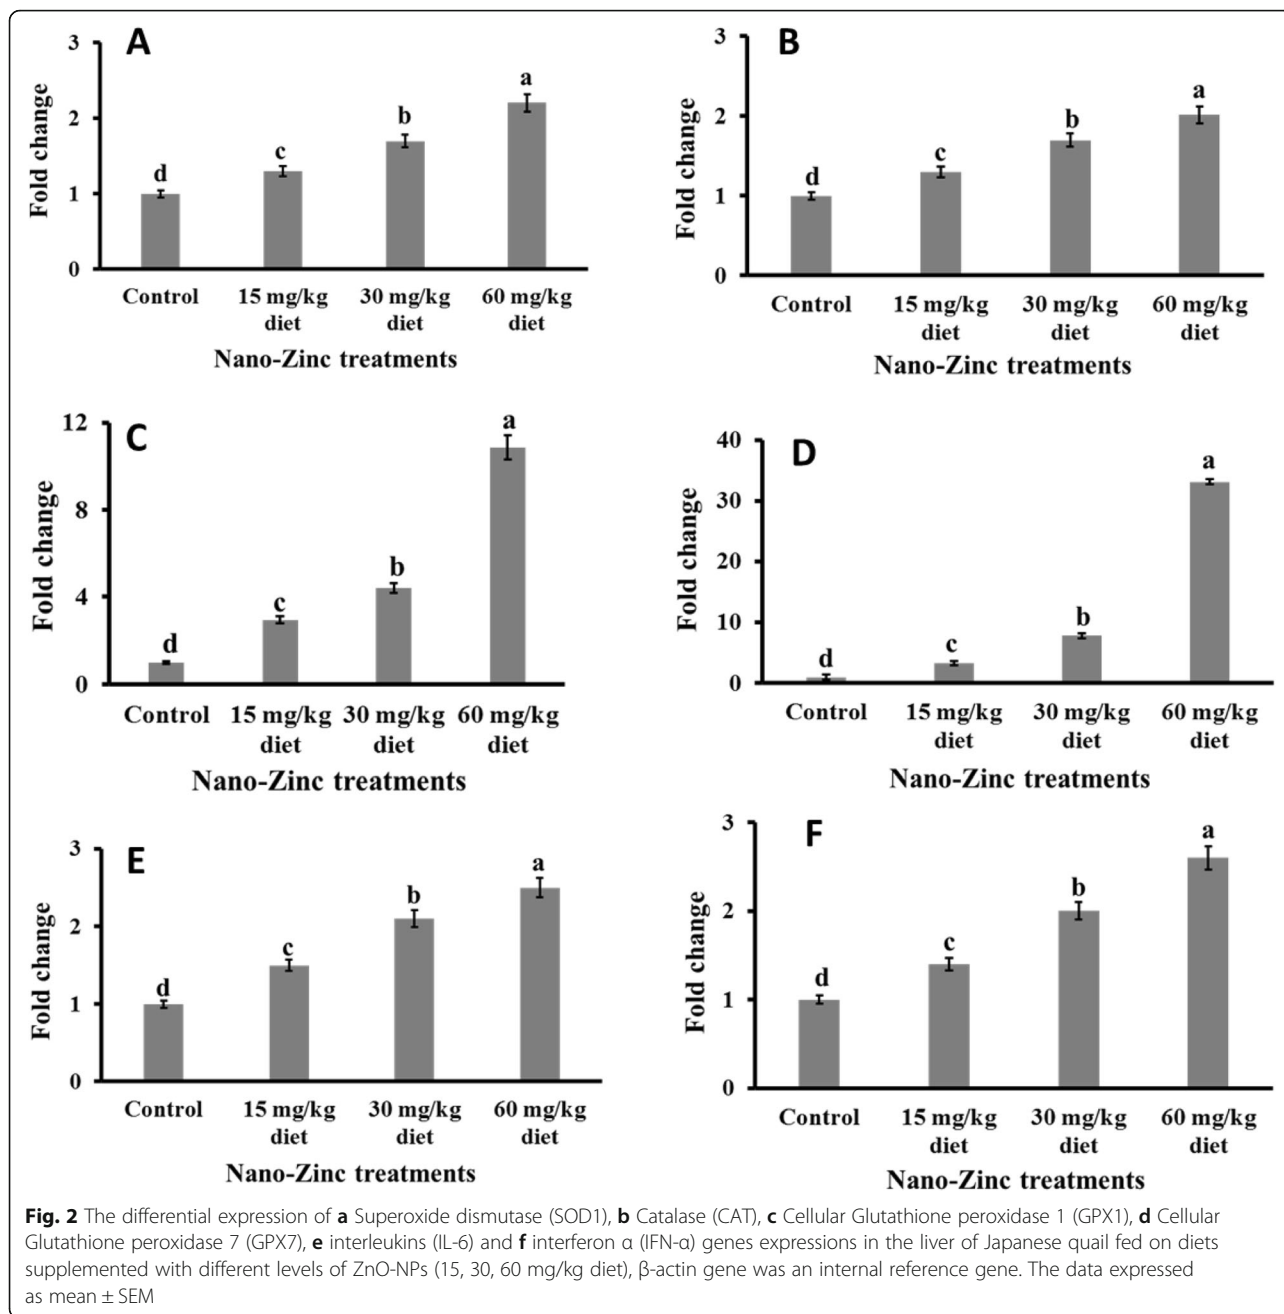 A
3
2
1
0
Fold change
d
c
b
a
Control
15 mg/kg diet
30 mg/kg diet
60 mg/kg diet
Nano-Zinc treatments
B
3
2
1
0
Fold change
d
c
b
a
Control
15 mg/kg diet
30 mg/kg diet
60 mg/kg diet
Nano-Zinc treatments
C
12
8
4
0
Fold change
d
c
b
a
Control
15 mg/kg diet
30 mg/kg diet
60 mg/kg diet
Nano-Zinc treatments
D
40
30
20
10
0
Fold change
d
c
b
a
Control
15 mg/kg diet
30 mg/kg diet
60 mg/kg diet
Nano-Zinc treatments
E
3
2
1
0
Fold change
d
c
b
a
Control
15 mg/kg diet
30 mg/kg diet
60 mg/kg diet
Nano-Zinc treatments
F
3
2
1
0
Fold change
d
c
b
a
Control
15 mg/kg diet
30 mg/kg diet
60 mg/kg diet
Nano-Zinc treatments
Fig. 2 The differential expression of a Superoxide dismutase (SOD1), b Catalase (CAT), c Cellular Glutathione peroxidase 1 (GPX1), d Cellular
Glutathione peroxidase 7 (GPX7), e interleukins (IL-6) and f interferon α (IFN-α) genes expressions in the liver of Japanese quail fed on diets
supplemented with different levels of ZnO-NPs (15, 30, 60 mg/kg diet), β-actin gene was an internal reference gene. The data expressed
as mean ± SEM